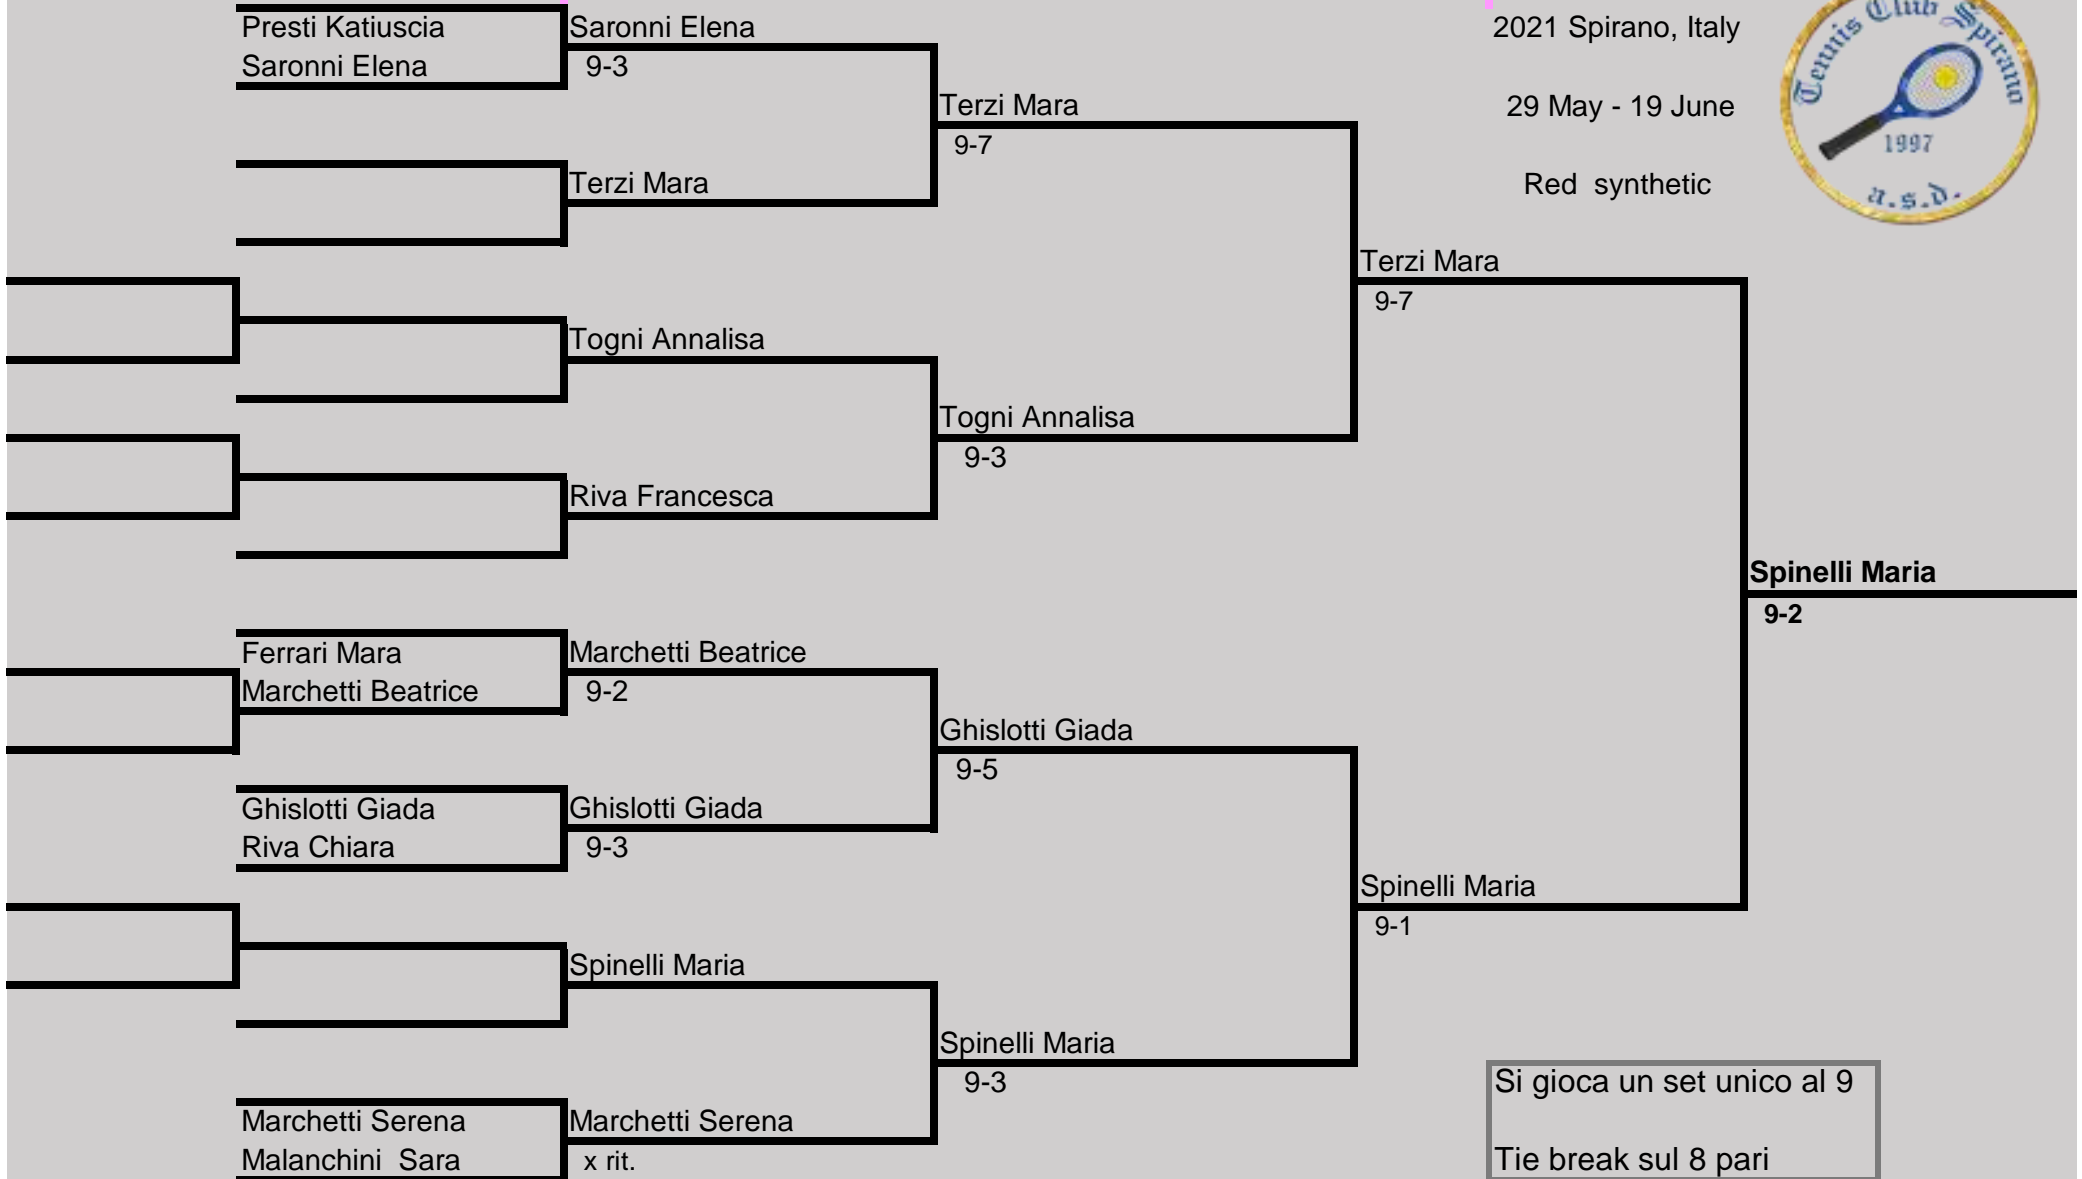 Presti Katiuscia
Saronni Elena
Saronni Elena
9-3
Terzi Mara
Terzi Mara
9-7
Togni Annalisa
Riva Francesca
Togni Annalisa
9-3
Terzi Mara
9-7
Ferrari Mara
Marchetti Beatrice
Marchetti Beatrice
9-2
Ghislotti Giada
Riva Chiara
Ghislotti Giada
9-3
Ghislotti Giada
9-5
Spinelli Maria
Marchetti Serena
Malanchini Sara
Marchetti Serena
x rit.
Spinelli Maria
9-3
Spinelli Maria
9-1
Spinelli Maria
9-2
2021 Spirano, Italy
29 May - 19 June
Red synthetic
Tennis Club Spirano
1997
a.s.d.
Si gioca un set unico al 9
Tie break sul 8 pari